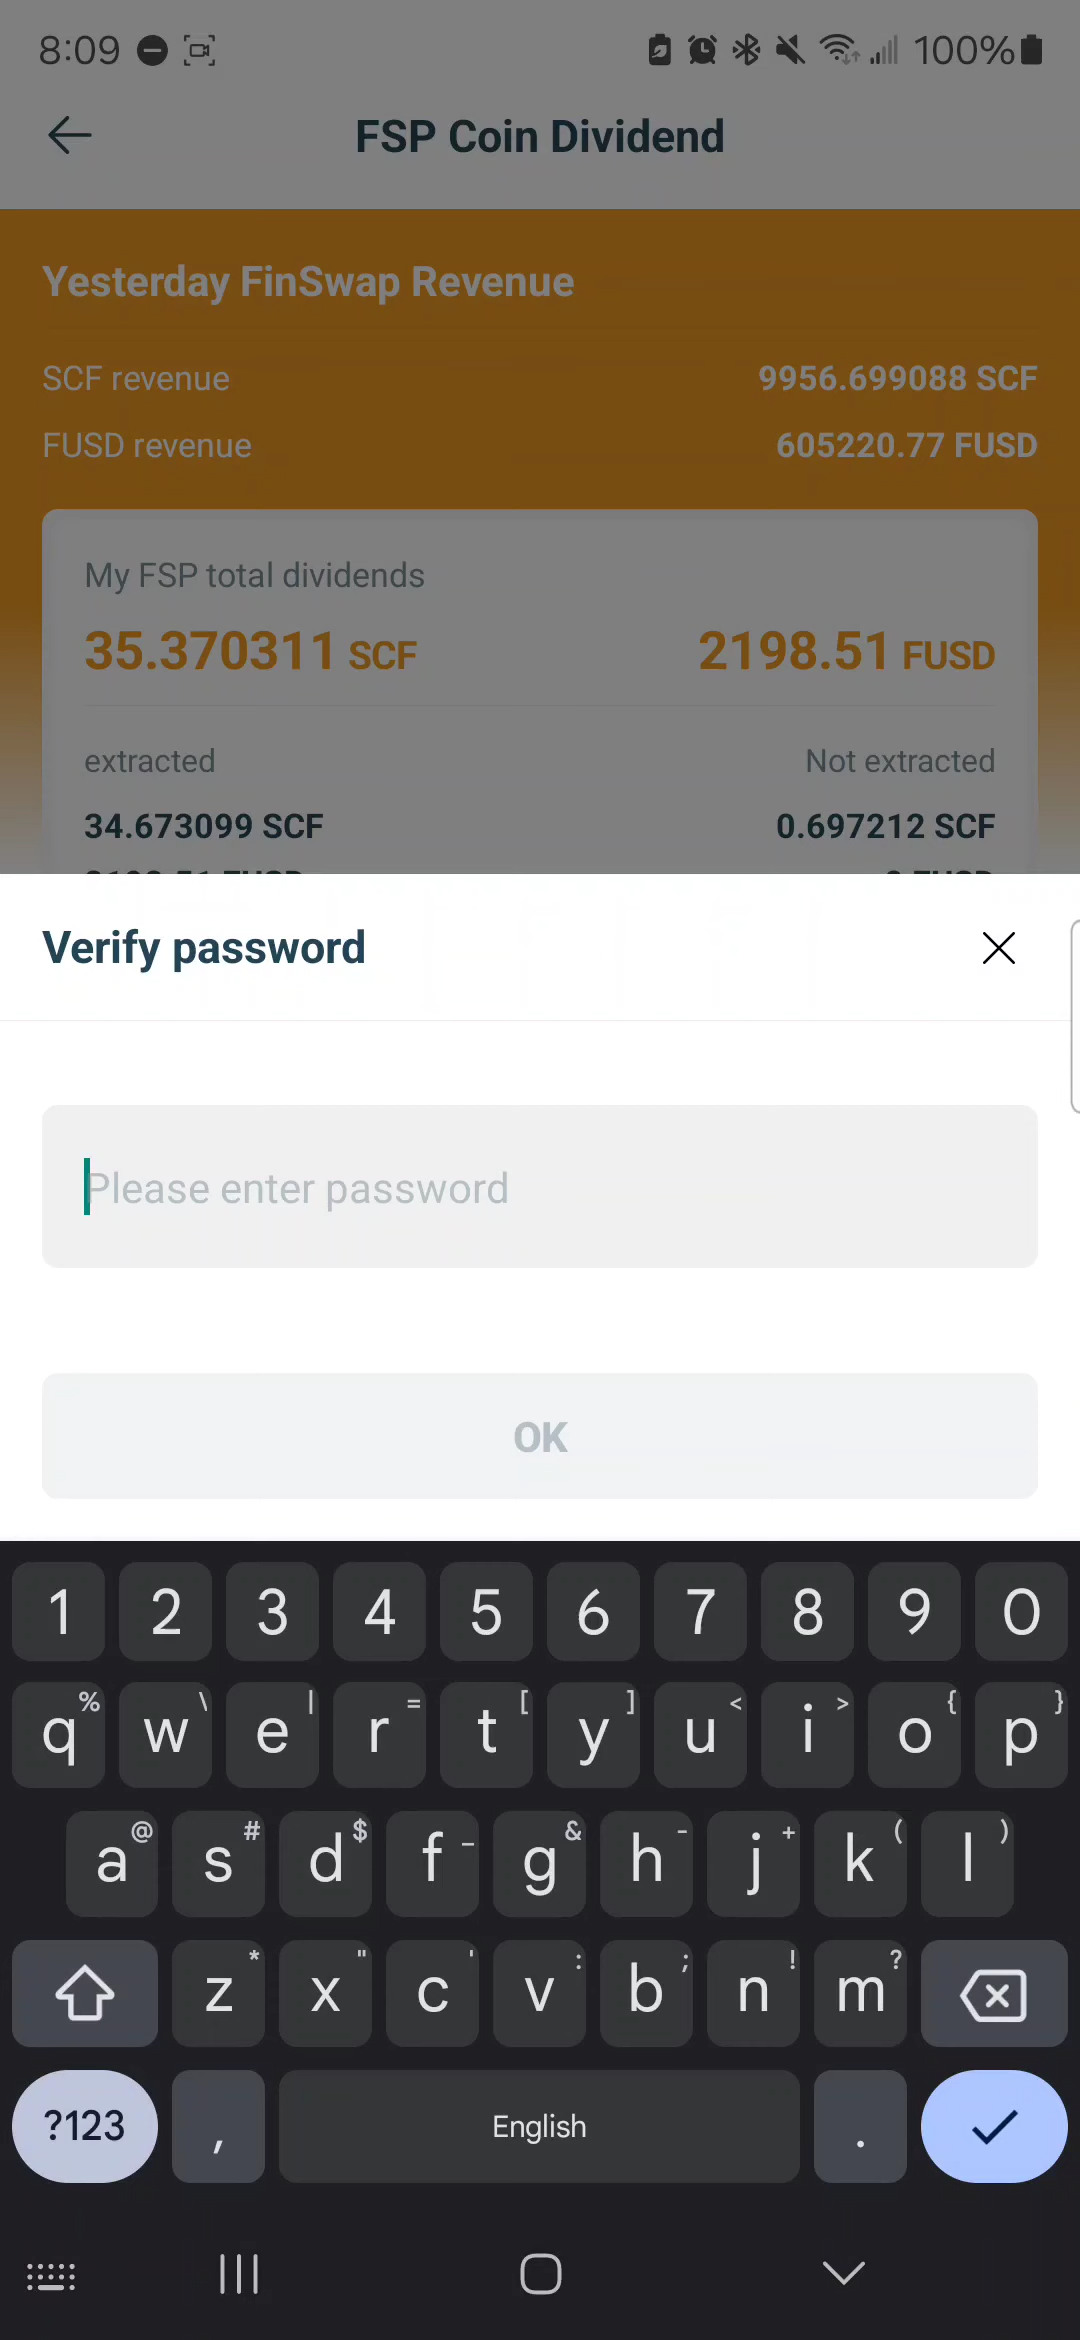 8:09
100%
FSP Coin Dividend
Yesterday FinSwap Revenue
SCF revenue 9956.699088 SCF
FUSD revenue 605220.77 FUSD
My FSP total dividends
35.370311 SCF 2198.51 FUSD
extracted Not extracted
34.673099 SCF 0.697212 SCF
Verify password
Please enter password
OK
1 2 3 4 5 6 7 8 9 0
% \ | = [ ] < > { }
q w e r t y u i o p
@ # $ _ & - + ( )
a s d f g h j k l
* " ' : ; ! ?
z x c v b n m
?123 , English .